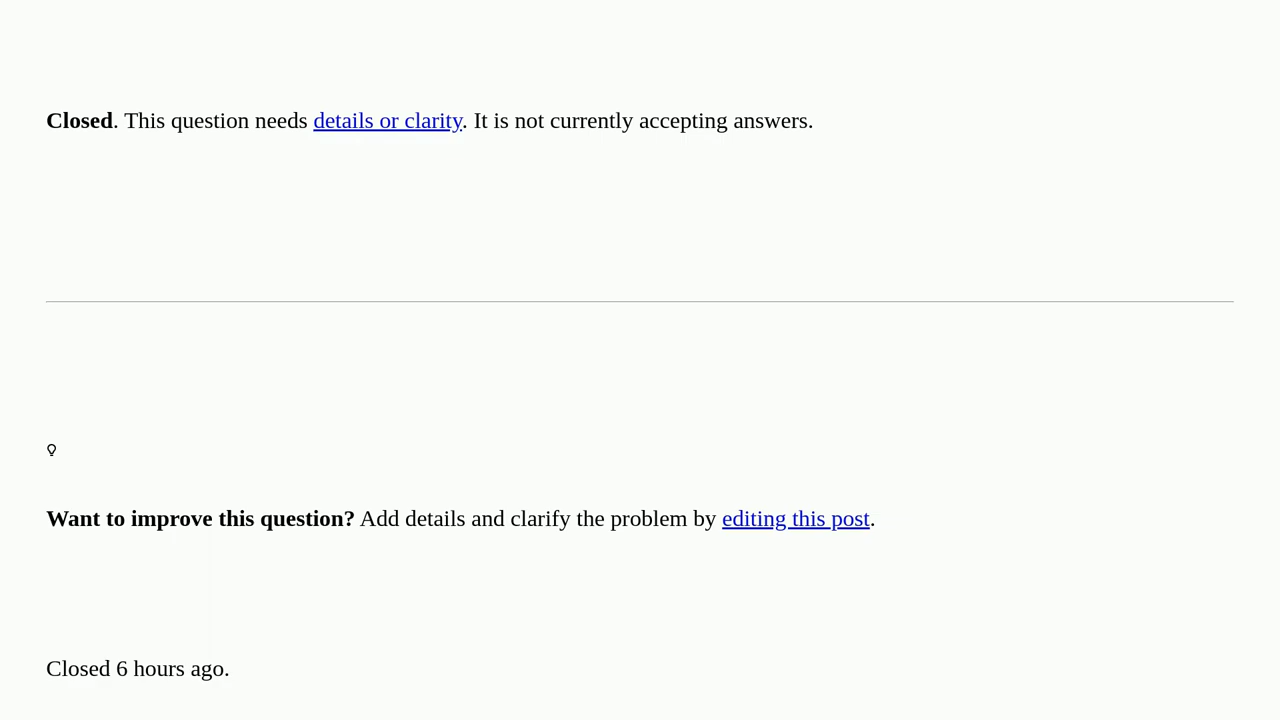 Closed. This question needs details or clarity. It is not currently accepting answers.
Want to improve this question? Add details and clarify the problem by editing this post.
Closed 6 hours ago.